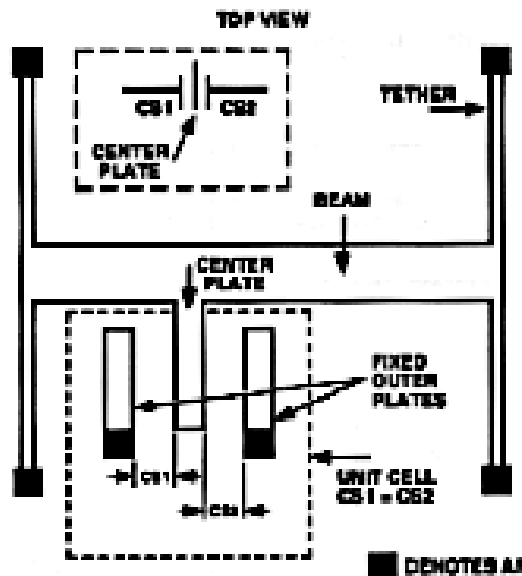 TOP VIEW
CS1 CS2
CENTER
PLATE
TETHER
BEAM
CENTER
PLATE
FIXED
OUTER
PLATES
CS1
UNIT CELL
CS1 = CS2
DENOTES